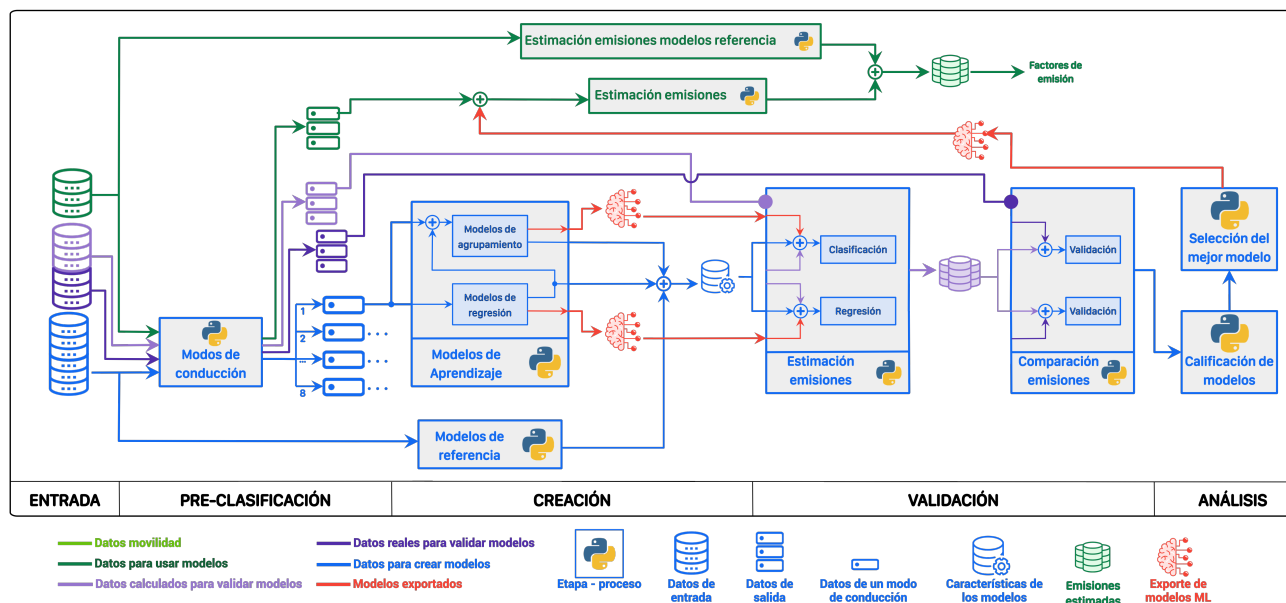 Estimación emisiones modelos referencia
Factores de
emisión
Estimación emisiones
Modelos de
agrupamiento
Modelos de
regresión
Modelos de
Aprendizaje
1
2
...
8
...
...
...
Modos de
conducción
Modelos de
referencia
Clasificación
Regresión
Estimación
emisiones
Validación
Validación
Comparación
emisiones
Selección del
mejor modelo
Calificación de
modelos
ENTRADA
PRE-CLASIFICACIÓN
CREACIÓN
VALIDACIÓN
ANÁLISIS
Datos movilidad
Datos para usar modelos
Datos calculados para validar modelos
Datos reales para validar modelos
Datos para crear modelos
Modelos exportados
Etapa - proceso
Datos de
entrada
Datos de
salida
Datos de un modo
de conducción
Características de
los modelos
Emisiones
estimadas
Exporte de
modelos ML